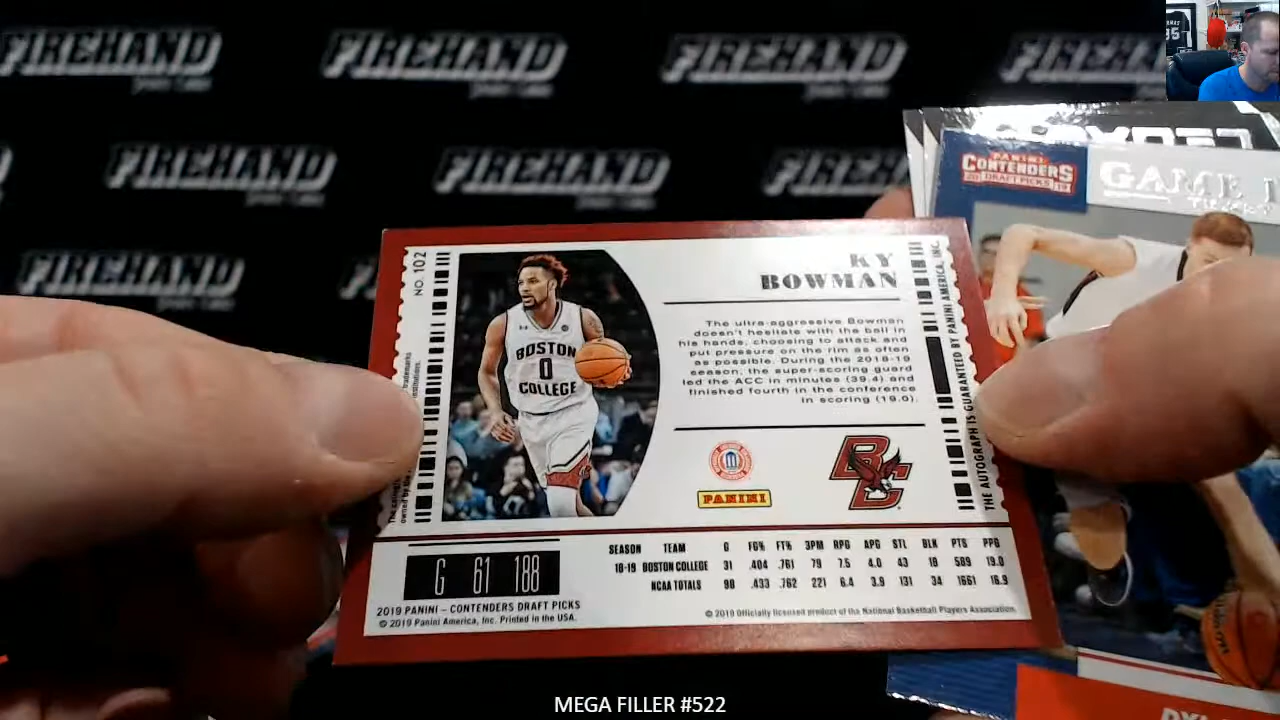 FIREHAND
FIREHAND
FIREHAND
FIREHAND
FIREHAND
FIREHAND
FIREHAND
FIREHAND
FIREHAND
PANINI
CONTENDERS
DRAFT PICKS
GAME
NO. 102
KY
BOWMAN
The ultra-aggressive Bowman
doesn't hesitate with the ball in
his hands, choosing to attack and
put pressure on the rim as often
as possible. During the 2018-19
season, the super-scoring guard
led the ACC in minutes (39.4) and
finished fourth in the conference
in scoring (19.0).
THE AUTOGRAPH IS GUARANTEED BY PANINI AMERICA, INC.
BOSTON
0
COLLEGE
PANINI
BC
G 61 188
SEASON TEAM G FG% FT% 3PM RPG APG STL BLK PTS PPG
18-19 BOSTON COLLEGE 31 .404 .761 79 7.5 4.0 43 18 589 19.0
NCAA TOTALS 98 .433 .762 221 6.4 3.9 131 34 1661 16.9
2019 PANINI – CONTENDERS DRAFT PICKS
© 2019 Panini America, Inc. Printed in the USA.
© 2019 Officially licensed product of the National Basketball Players Association.
MEGA FILLER #522